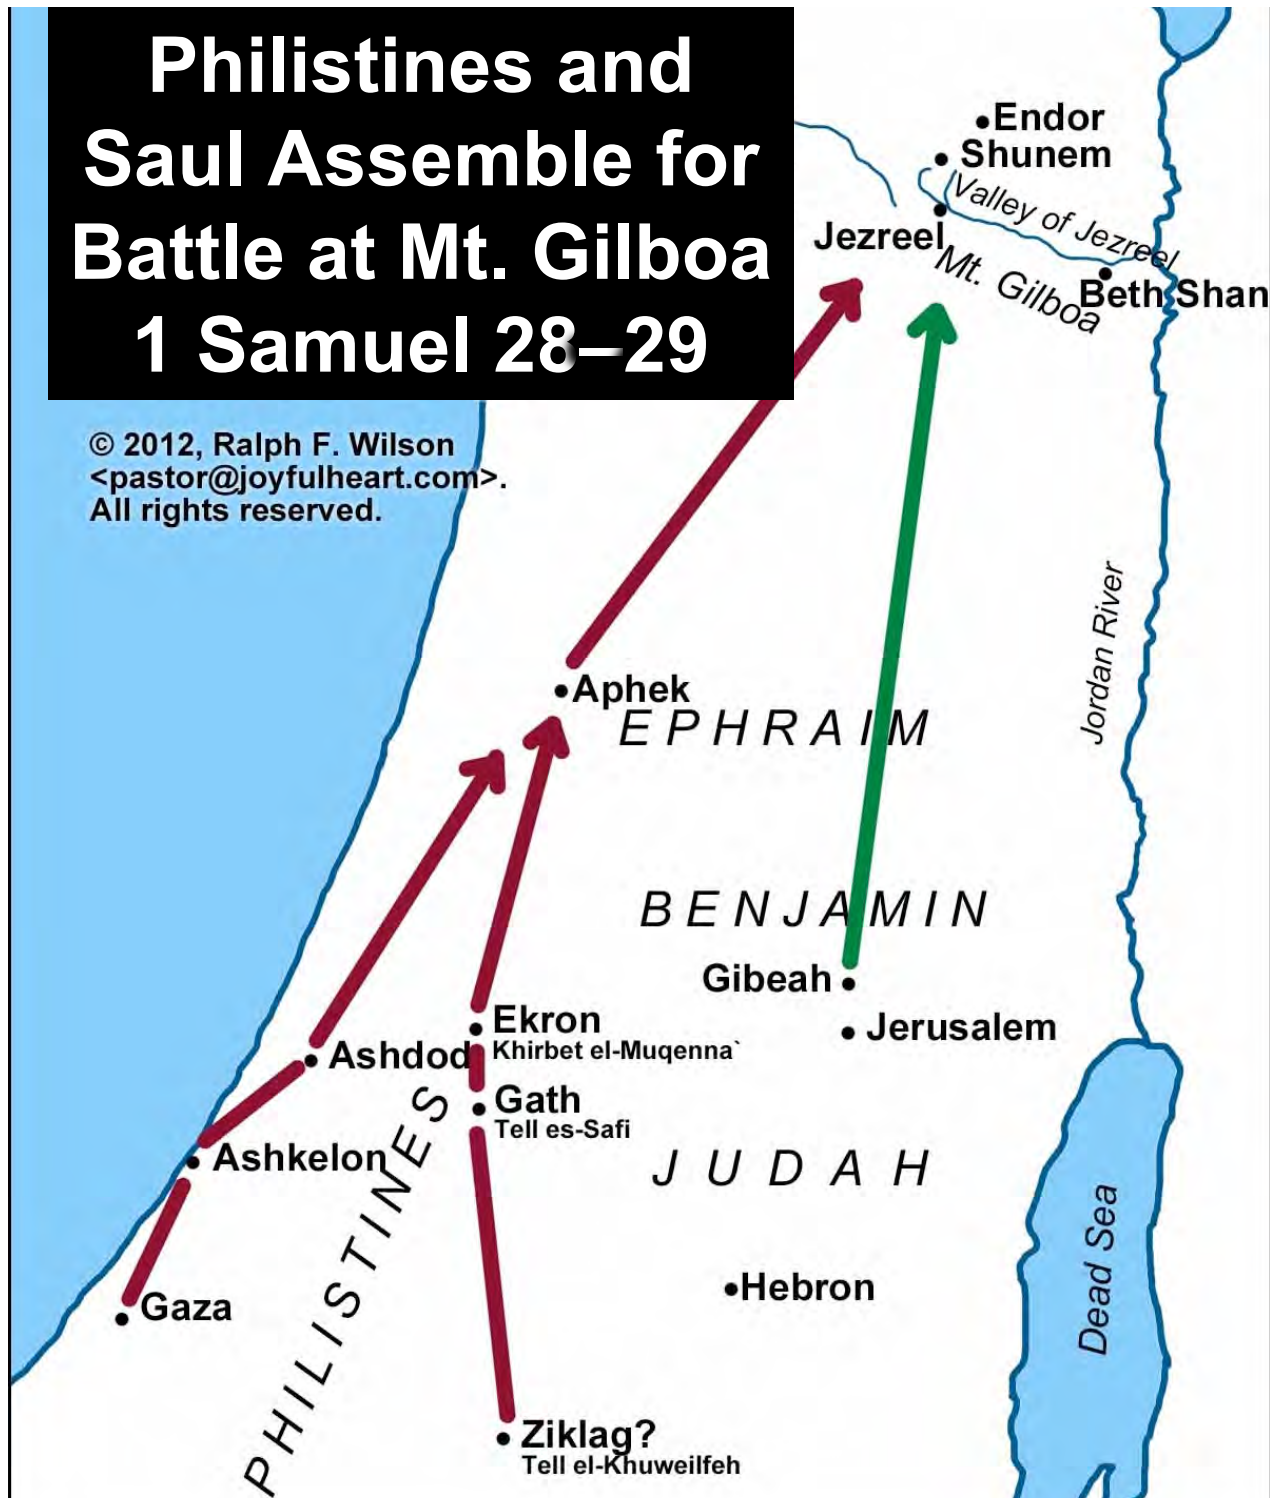 Philistines and
Saul Assemble for
Battle at Mt. Gilboa
1 Samuel 28–29
© 2012, Ralph F. Wilson
<pastor@joyfulheart.com>.
All rights reserved.
Endor
Shunem
Valley of Jezreel
Jezreel
Mt. Gilboa
Beth Shan
Jordan River
Aphek
EPHRAIM
BENJAMIN
Gibeah
Jerusalem
Ekron
Khirbet el-Muqenna`
Ashdod
Gath
Tell es-Safi
Ashkelon
JUDAH
PHILISTINES
Dead Sea
Hebron
Gaza
Ziklag?
Tell el-Khuweilfeh